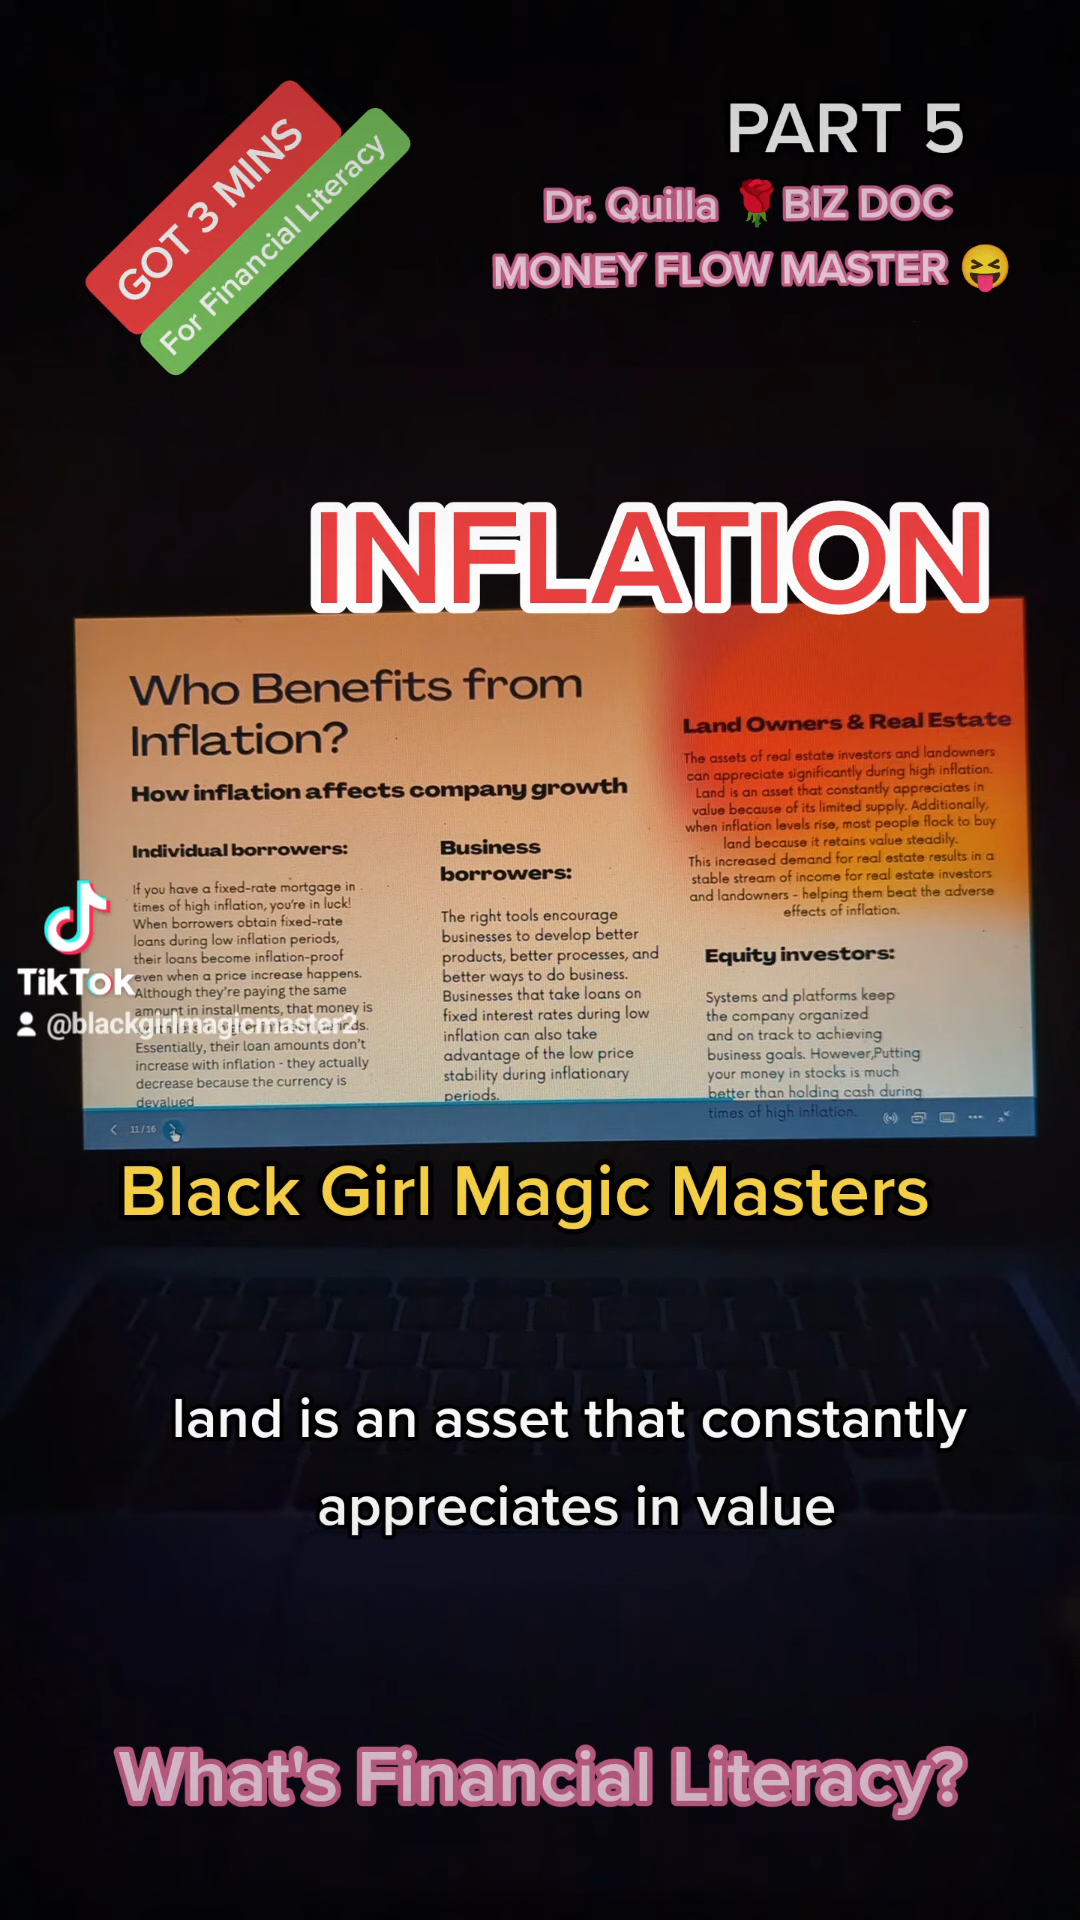 PART 5
GOT 3 MINS
For Financial Literacy
Dr. Quilla 🌹BIZ DOC
MONEY FLOW MASTER 😝
INFLATION
Who Benefits from
Inflation?
How inflation affects company growth
Individual borrowers:
If you have a fixed-rate mortgage in
times of high inflation, you're in luck!
When borrowers obtain fixed-rate
loans during low inflation periods,
their loans become inflation-proof
even when a price increase happens.
Although they're paying the same
amount in installments, that money is
Essentially, their loan amounts don't
increase with inflation - they actually
decrease because the currency is
devalued
Business
borrowers:
The right tools encourage
businesses to develop better
products, better processes, and
better ways to do business.
Businesses that take loans on
fixed interest rates during low
inflation can also take
advantage of the low price
stability during inflationary
periods.
Land Owners & Real Estate
The assets of real estate investors and landowners
can appreciate significantly during high inflation.
Land is an asset that constantly appreciates in
value because of its limited supply. Additionally,
when inflation levels rise, most people flock to buy
land because it retains value steadily.
This increased demand for real estate results in a
stable stream of income for real estate investors
and landowners - helping them beat the adverse
effects of inflation.
Equity investors:
Systems and platforms keep
the company organized
and on track to achieving
business goals. However,Putting
your money in stocks is much
better than holding cash during
times of high inflation.
TikTok
@blackgirlmagicmaster2
11/16
Black Girl Magic Masters
land is an asset that constantly
appreciates in value
What's Financial Literacy?